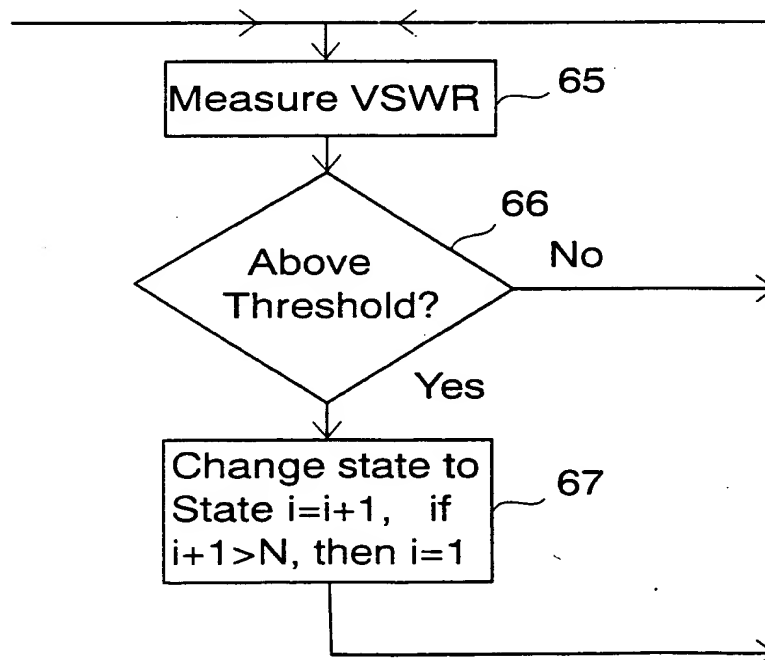 Measure VSWR
65
66
Above
Threshold?
No
Yes
Change state to
State i=i+1, if
i+1>N, then i=1
67